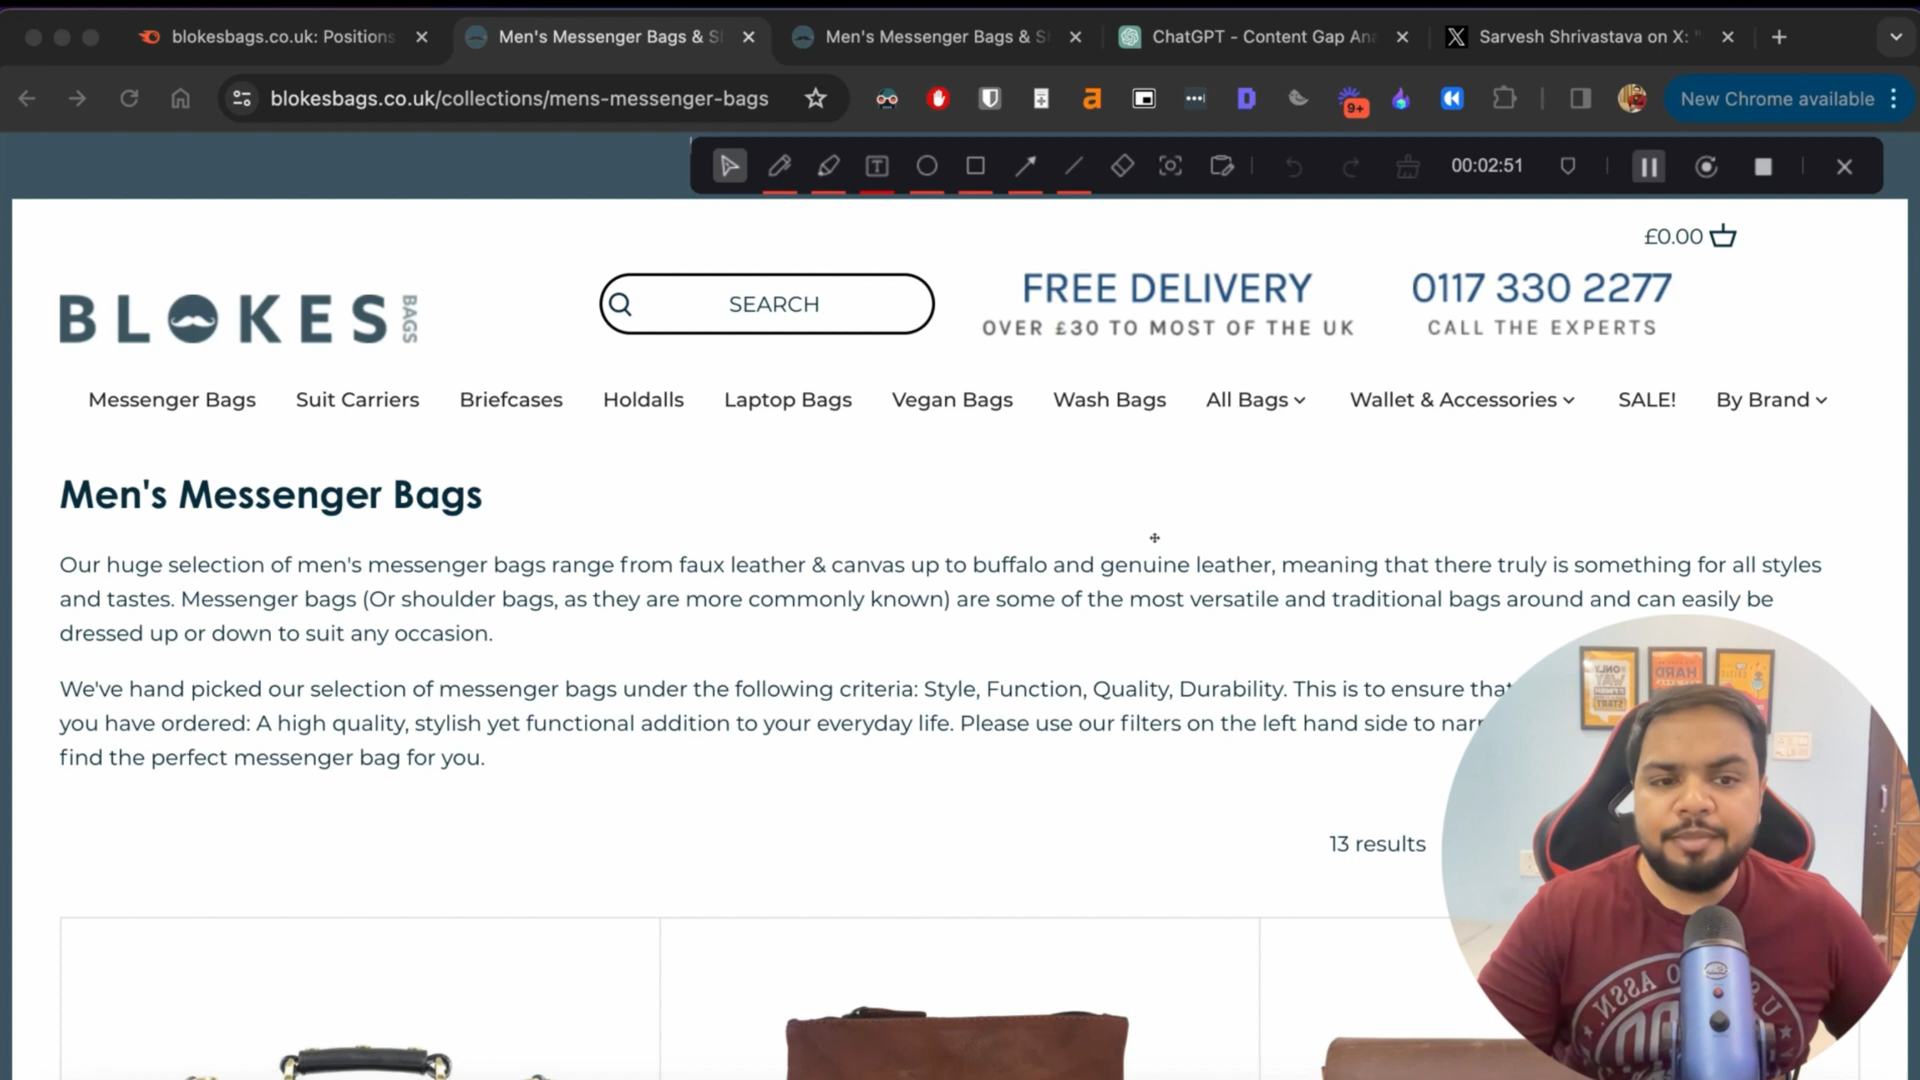 blokesbags.co.uk: Positions
Men's Messenger Bags & S
Men's Messenger Bags & S
ChatGPT - Content Gap An
Sarvesh Shrivastava on X: "
blokesbags.co.uk/collections/mens-messenger-bags
9+
New Chrome available
00:02:51
£0.00
BLOKES BAGS
SEARCH
FREE DELIVERY
OVER £30 TO MOST OF THE UK
0117 330 2277
CALL THE EXPERTS
Messenger Bags Suit Carriers Briefcases Holdalls Laptop Bags Vegan Bags Wash Bags All Bags Wallet & Accessories SALE! By Brand
Men's Messenger Bags
Our huge selection of men's messenger bags range from faux leather & canvas up to buffalo and genuine leather, meaning that there truly is something for all styles
and tastes. Messenger bags (Or shoulder bags, as they are more commonly known) are some of the most versatile and traditional bags around and can easily be
dressed up or down to suit any occasion.
We've hand picked our selection of messenger bags under the following criteria: Style, Function, Quality, Durability. This is to ensure that
you have ordered: A high quality, stylish yet functional addition to your everyday life. Please use our filters on the left hand side to narr
find the perfect messenger bag for you.
13 results
HARD
START
U.S.
O ASSN.